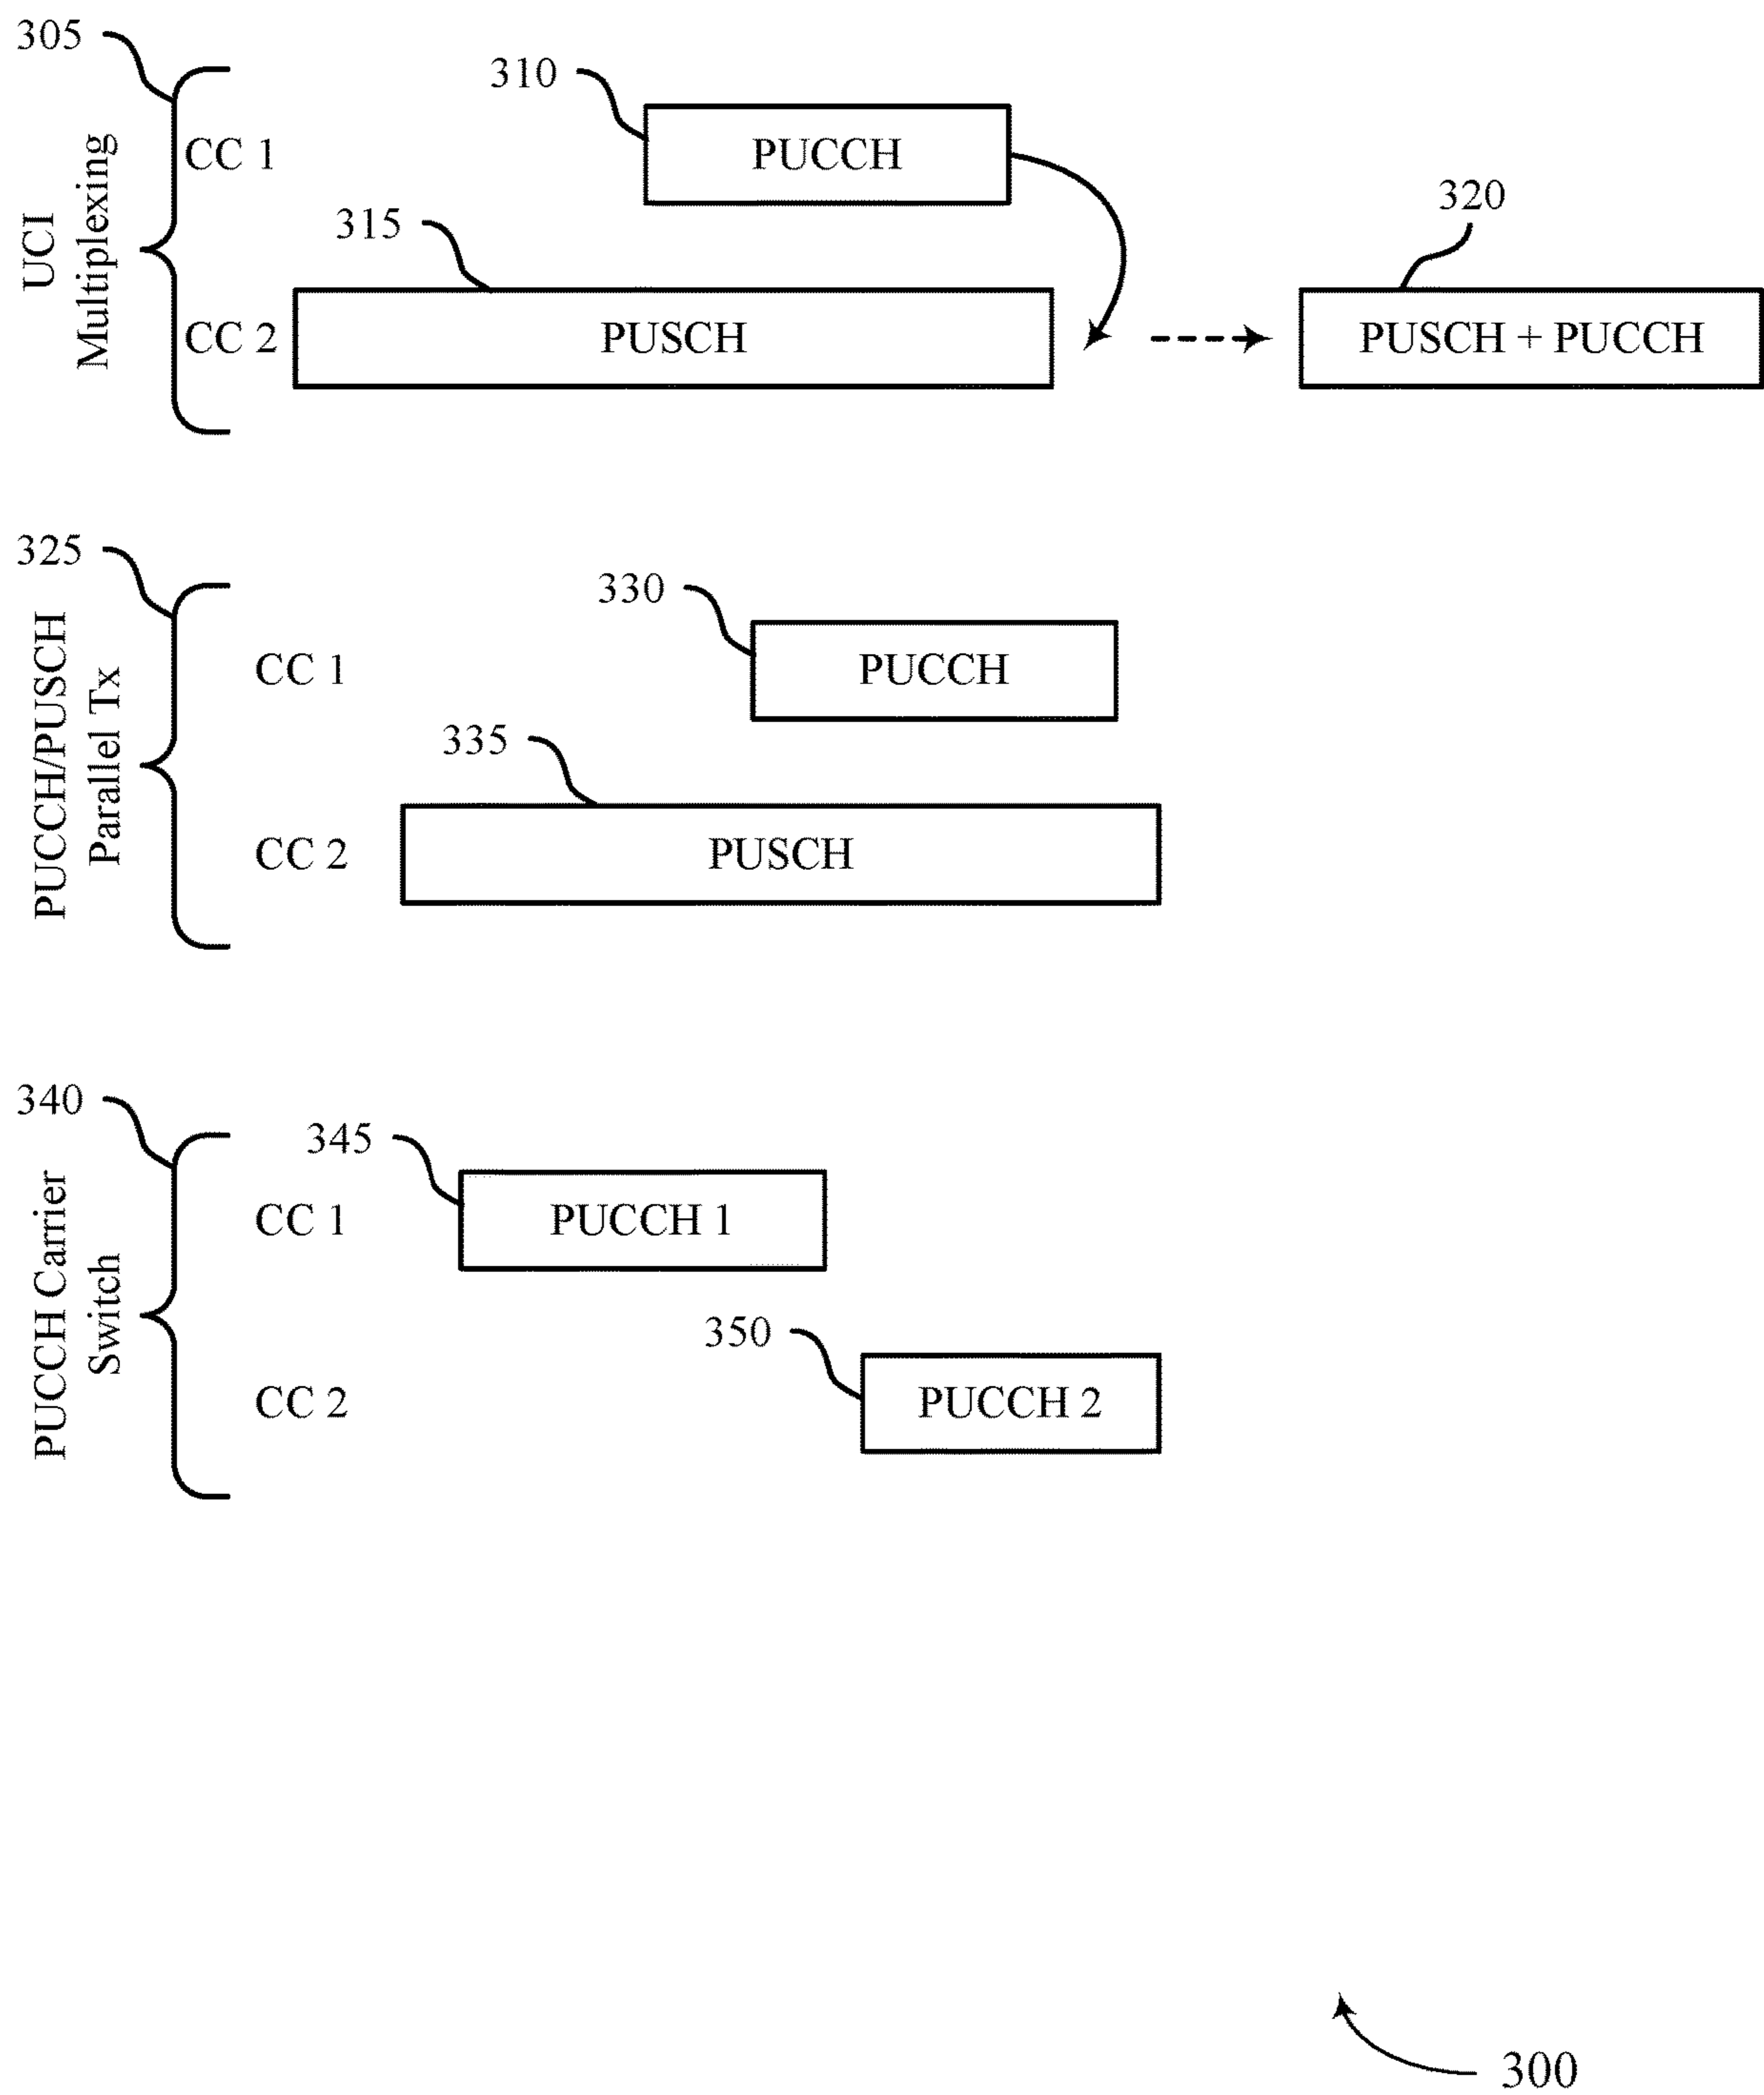 305
310
UCI
Multiplexing
CC 1
PUCCH
315
320
CC 2
PUSCH
PUSCH + PUCCH
325
330
PUCCH/PUSCH
Parallel Tx
CC 1
PUCCH
335
CC 2
PUSCH
340
345
PUCCH Carrier
Switch
CC 1
PUCCH 1
350
CC 2
PUCCH 2
300